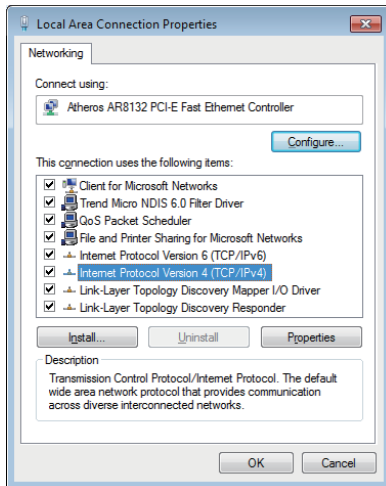 Local Area Connection Properties
Networking
Connect using:
Atheros AR8132 PCI-E Fast Ethernet Controller
Configure...
This connection uses the following items:
Client for Microsoft Networks
Trend Micro NDIS 6.0 Filter Driver
QoS Packet Scheduler
File and Printer Sharing for Microsoft Networks
Internet Protocol Version 6 (TCP/IPv6)
Internet Protocol Version 4 (TCP/IPv4)
Link-Layer Topology Discovery Mapper I/O Driver
Link-Layer Topology Discovery Responder
Install... Uninstall Properties
Description
Transmission Control Protocol/Internet Protocol. The default
wide area network protocol that provides communication
across diverse interconnected networks.
OK Cancel